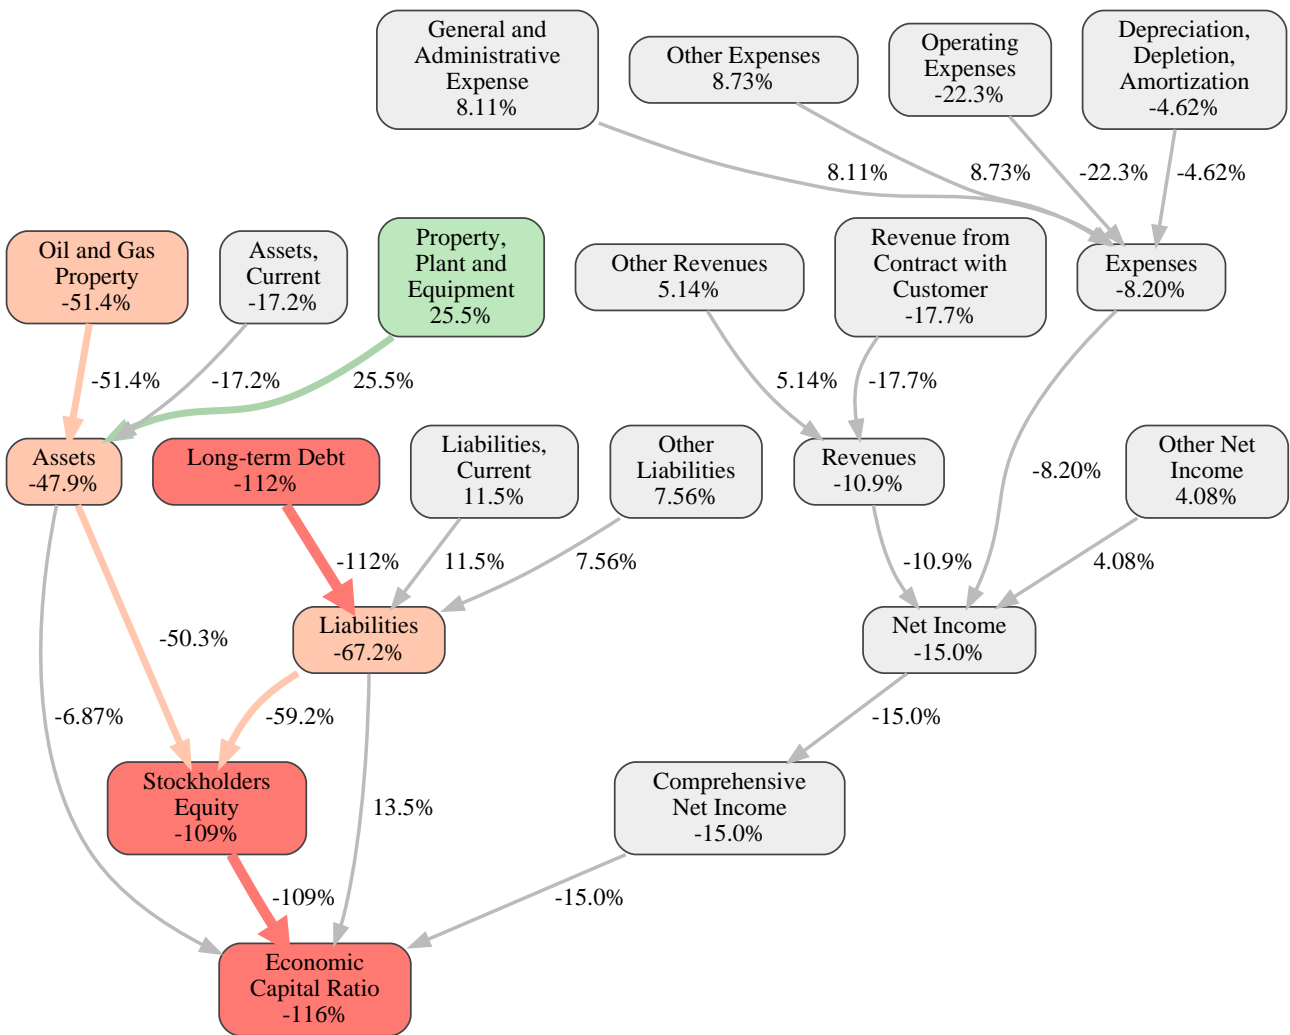 General and
Administrative
Expense
8.11%
Other Expenses
8.73%
Operating
Expenses
-22.3%
Depreciation,
Depletion,
Amortization
-4.62%
8.11%
8.73%
-22.3%
-4.62%
Oil and Gas
Property
-51.4%
Assets,
Current
-17.2%
Property,
Plant and
Equipment
25.5%
Other Revenues
5.14%
Revenue from
Contract with
Customer
-17.7%
Expenses
-8.20%
-51.4%
-17.2%
25.5%
5.14%
-17.7%
-8.20%
Assets
-47.9%
Long-term Debt
-112%
Liabilities,
Current
11.5%
Other
Liabilities
7.56%
Revenues
-10.9%
Other Net
Income
4.08%
-112%
11.5%
7.56%
-10.9%
4.08%
-50.3%
Liabilities
-67.2%
Net Income
-15.0%
-6.87%
-59.2%
13.5%
-15.0%
Stockholders
Equity
-109%
Comprehensive
Net Income
-15.0%
-109%
-15.0%
Economic
Capital Ratio
-116%